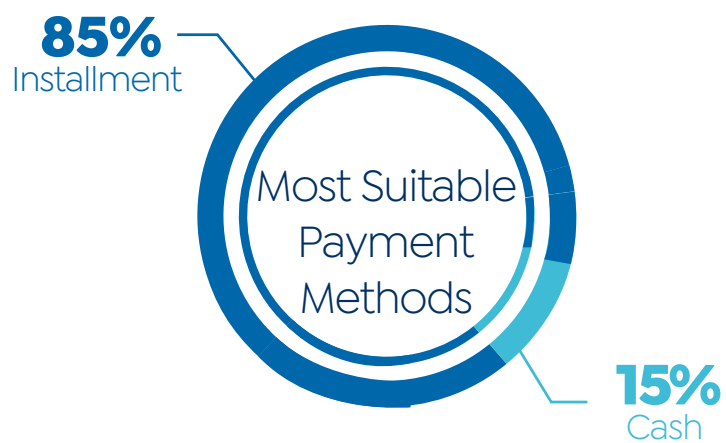 85%
Installment
Most Suitable
Payment
Methods
15%
Cash